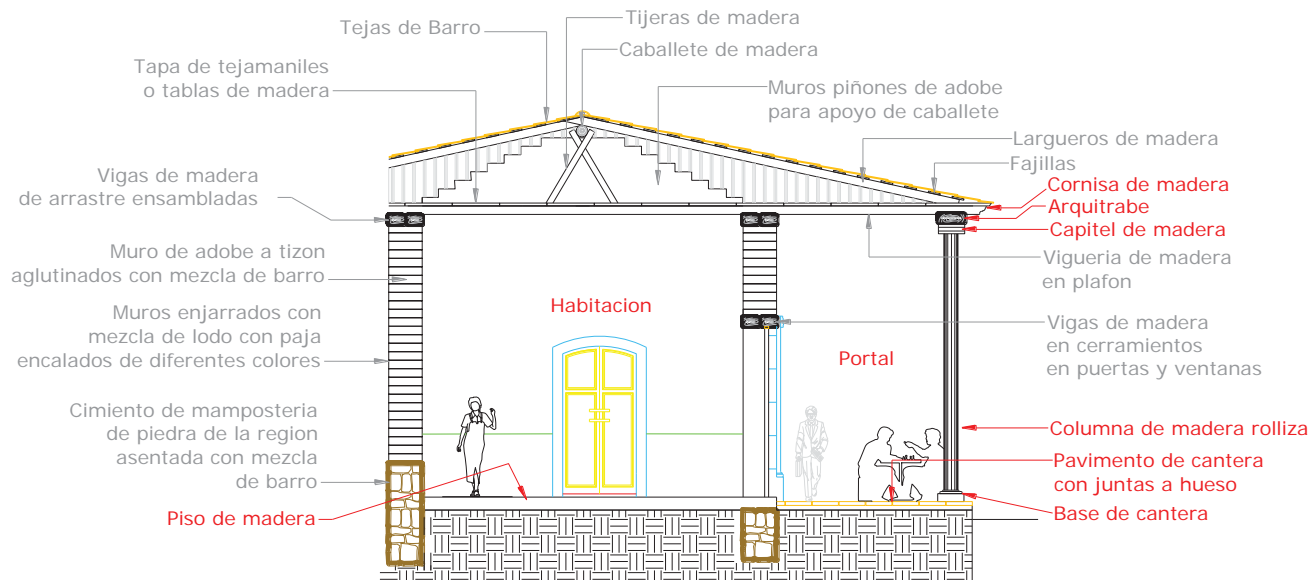 Tijeras de madera
Tejas de Barro
Caballete de madera
Tapa de tejamaniles
o tablas de madera
Muros piñones de adobe
para apoyo de caballete
Largueros de madera
Fajillas
Vigas de madera
de arrastre ensambladas
Cornisa de madera
Arquitrabe
Capitel de madera
Muro de adobe a tizon
aglutinados con mezcla de barro
Vigueria de madera
en plafon
Habitacion
Muros enjarrados con
mezcla de lodo con paja
encalados de diferentes colores
Vigas de madera
en cerramientos
en puertas y ventanas
Portal
Cimiento de mamposteria
de piedra de la region
asentada con mezcla
de barro
Columna de madera rolliza
Pavimento de cantera
con juntas a hueso
Piso de madera
Base de cantera